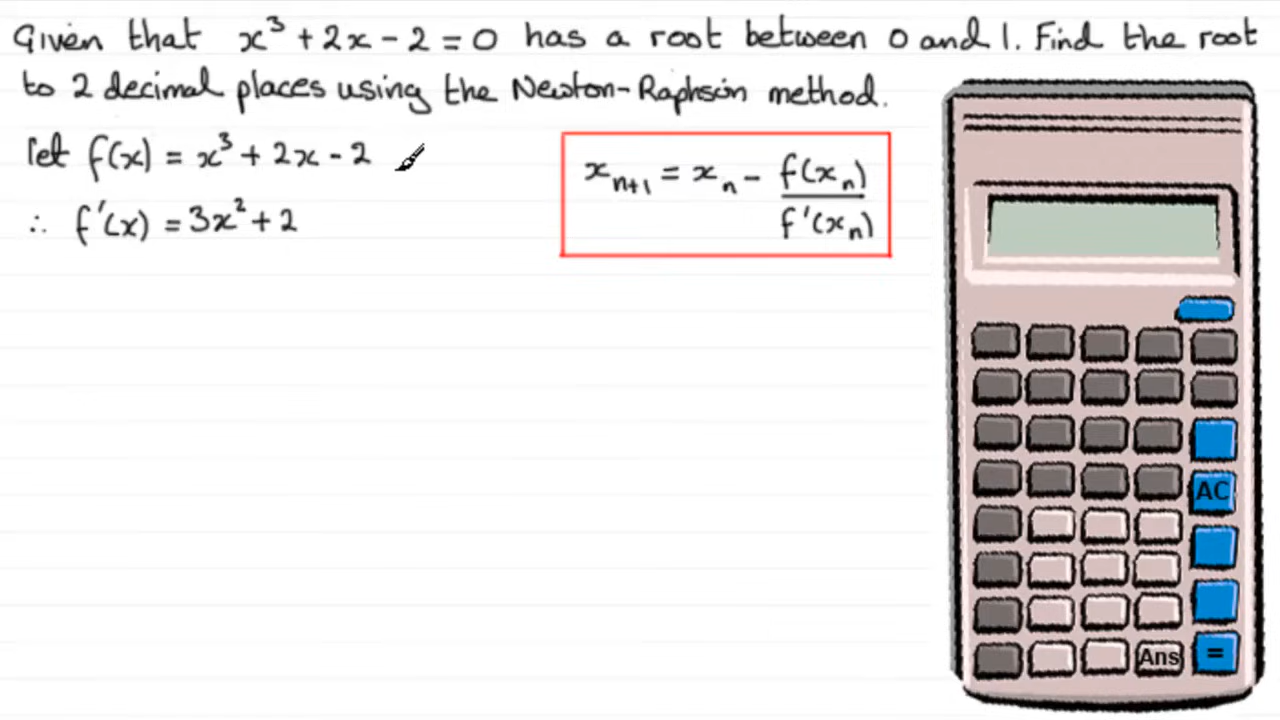 Given that x³ + 2x - 2 = 0 has a root between 0 and 1. Find the root
to 2 decimal places using the Newton-Raphson method.
let f(x) = x³ + 2x - 2
∴ f'(x) = 3x² + 2
xₙ₊₁ = xₙ - f(xₙ)/f'(xₙ)
AC
Ans =